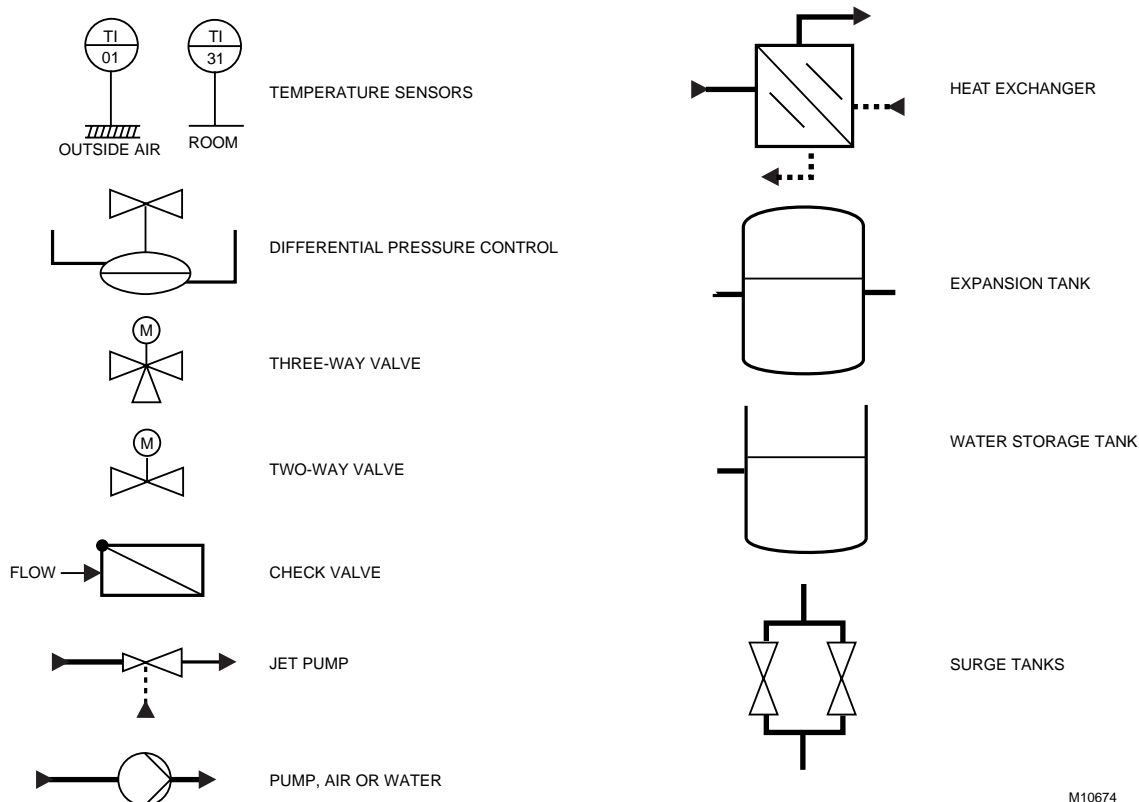 TI
01
OUTSIDE AIR
TI
31
ROOM
TEMPERATURE SENSORS
DIFFERENTIAL PRESSURE CONTROL
M
THREE-WAY VALVE
M
TWO-WAY VALVE
FLOW
CHECK VALVE
JET PUMP
PUMP, AIR OR WATER
HEAT EXCHANGER
EXPANSION TANK
WATER STORAGE TANK
SURGE TANKS
M10674